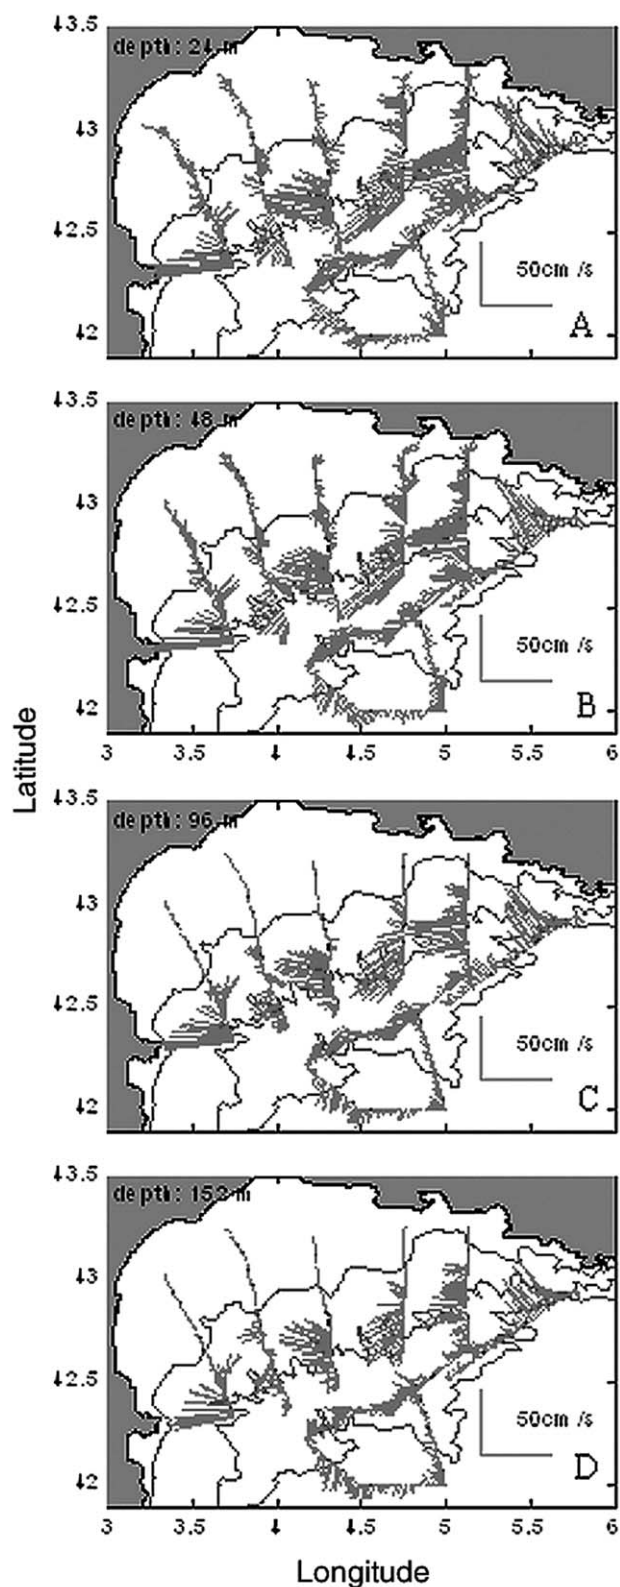 43.5
depth: 24 m
43
42.5
50cm /s
42
A
43.5
depth: 48 m
43
42.5
50cm /s
42
B
3 3.5 4 4.5 5 5.5 6
Latitude
43.5
depth: 96 m
43
42.5
50cm /s
42
C
43.5
depth: 152 m
43
42.5
50cm /s
42
D
3 3.5 4 4.5 5 5.5 6
Longitude